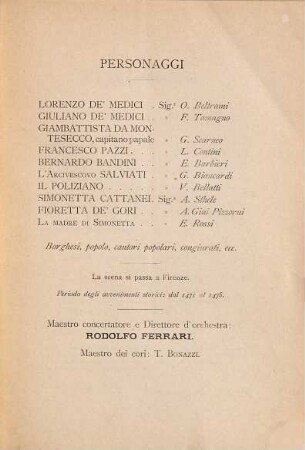 PERSONAGGI
LORENZO DE' MEDICI . Sig.r O. Beltrami
GIULIANO DE' MEDICI . » F. Tamagno
GIAMBATTISTA DA MON-
TESECCO, capitano papale » G. Scarneo
FRANCESCO PAZZI . . . » L. Contini
BERNARDO BANDINI . . » E. Barbieri
L'ARCIVESCOVO SALVIATI . » G. Biancardi
IL POLIZIANO . . . » V. Bellatti
SIMONETTA CATTANEI. Sig.a A. Stehle
FIORETTA DE' GORI . . » A. Gini Pizzorni
LA MADRE DI SIMONETTA . » E. Rossi
Borghesi, popolo, cantori popolari, congiurati, ecc.
La scena si passa a Firenze.
Periodo degli avvenimenti storici: dal 1471 al 1478.
Maestro concertatore e Direttore d'orchestra:
RODOLFO FERRARI.
Maestro dei cori: T. BONAZZI.